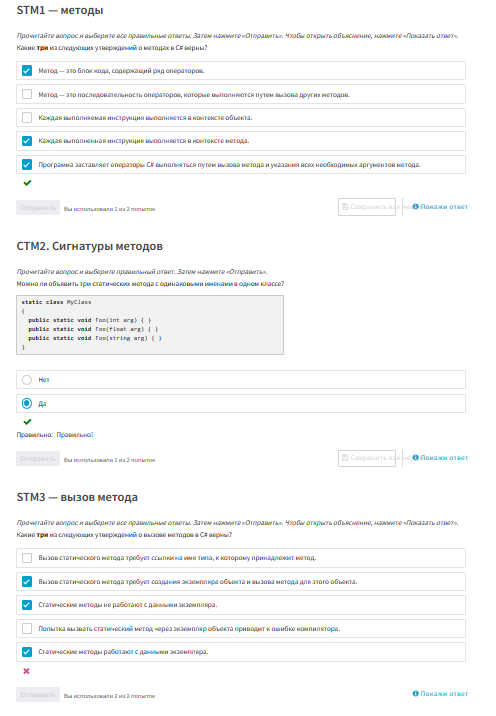 STM1 — методы
Прочитайте вопрос и выберите все правильные ответы. Затем нажмите «Отправить». Чтобы открыть объяснение, нажмите «Показать ответ».
Какие три из следующих утверждений о методах в C# верны?
Метод — это блок кода, содержащий ряд операторов.
Метод — это последовательность операторов, которые выполняются путем вызова других методов.
Каждая выполняемая инструкция выполняется в контексте объекта.
Каждая выполненная инструкция выполняется в контексте метода.
Программа заставляет операторы C# выполняться путем вызова метода и указания всех необходимых аргументов метода.
Отправить
Вы использовали 1 из 2 попыток
Сохранить как че
Покажи ответ
CTM2. Сигнатуры методов
Прочитайте вопрос и выберите правильный ответ. Затем нажмите «Отправить».
Можно ли объявить три статических метода с одинаковыми именами в одном классе?
static class MyClass
{
public static void Foo(int arg) { }
public static void Foo(float arg) { }
public static void Foo(string arg) { }
}
Нет
Да
Правильно: Правильно!
Отправить
Вы использовали 1 из 2 попыток
Сохранить как че
Покажи ответ
STM3 — вызов метода
Прочитайте вопрос и выберите все правильные ответы. Затем нажмите «Отправить». Чтобы открыть объяснение, нажмите «Показать ответ».
Какие три из следующих утверждений о вызове методов в C# верны?
Вызов статического метода требует ссылки на имя типа, к которому принадлежит метод.
Вызов статического метода требует создания экземпляра объекта и вызова метода для этого объекта.
Статические методы не работают с данными экземпляра.
Попытка вызвать статический метод через экземпляр объекта приводит к ошибке компилятора.
Статические методы работают с данными экземпляра.
Отправить
Вы использовали 2 из 2 попыток
Покажи ответ